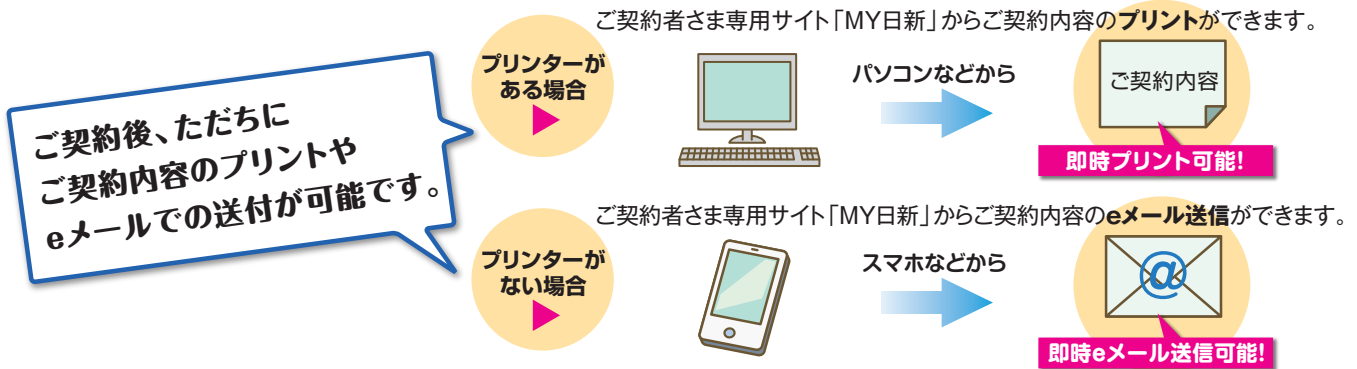 ご契約後、ただちに
ご契約内容のプリントや
eメールでの送付が可能です。
ご契約者さま専用サイト「MY日新」からご契約内容のプリントができます。
プリンターが
ある場合
パソコンなどから
ご契約内容
即時プリント可能!
ご契約者さま専用サイト「MY日新」からご契約内容のeメール送信ができます。
プリンターが
ない場合
スマホなどから
@
即時eメール送信可能!